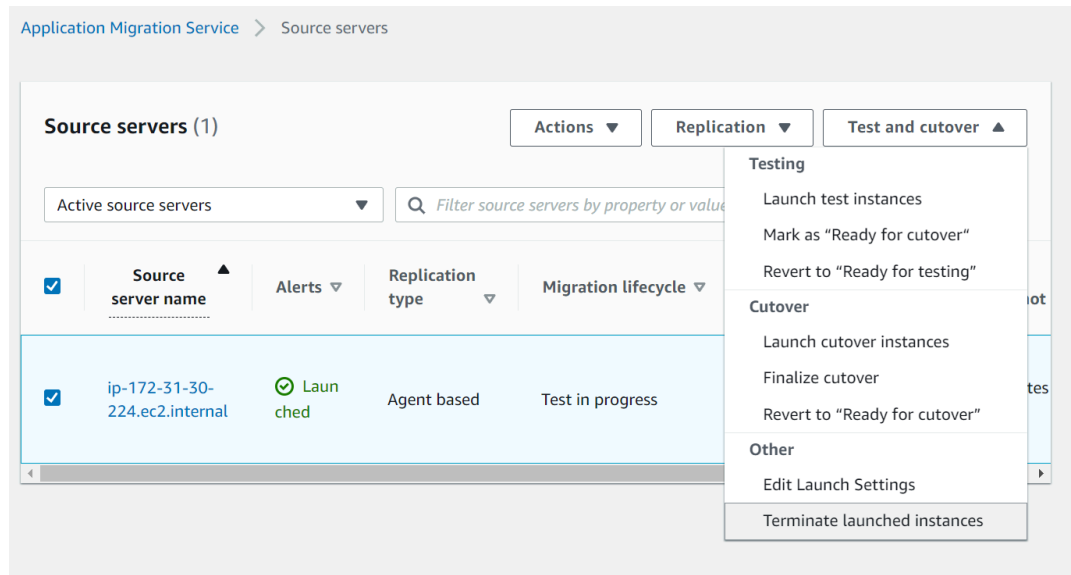 Application Migration Service > Source servers
Source servers (1)
Actions ▼
Replication ▼
Test and cutover ▲
Active source servers
Filter source servers by property or value
Testing
Launch test instances
Mark as “Ready for cutover“
Revert to “Ready for testing”
Cutover
Launch cutover instances
Finalize cutover
Revert to “Ready for cutover”
Other
Edit Launch Settings
Terminate launched instances
Source
server name
Alerts
Replication
type
Migration lifecycle
ip-172-31-30-
224.ec2.internal
Laun
ched
Agent based
Test in progress